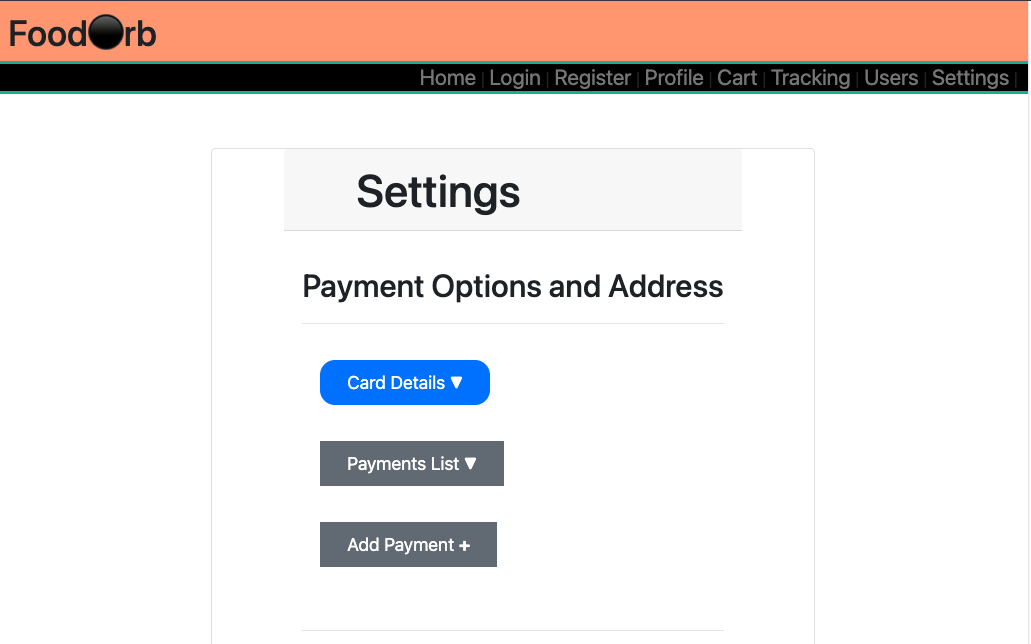 Food⚫rb
Home | Login | Register | Profile | Cart | Tracking | Users | Settings |
Settings
Payment Options and Address
Card Details ▼
Payments List ▼
Add Payment +